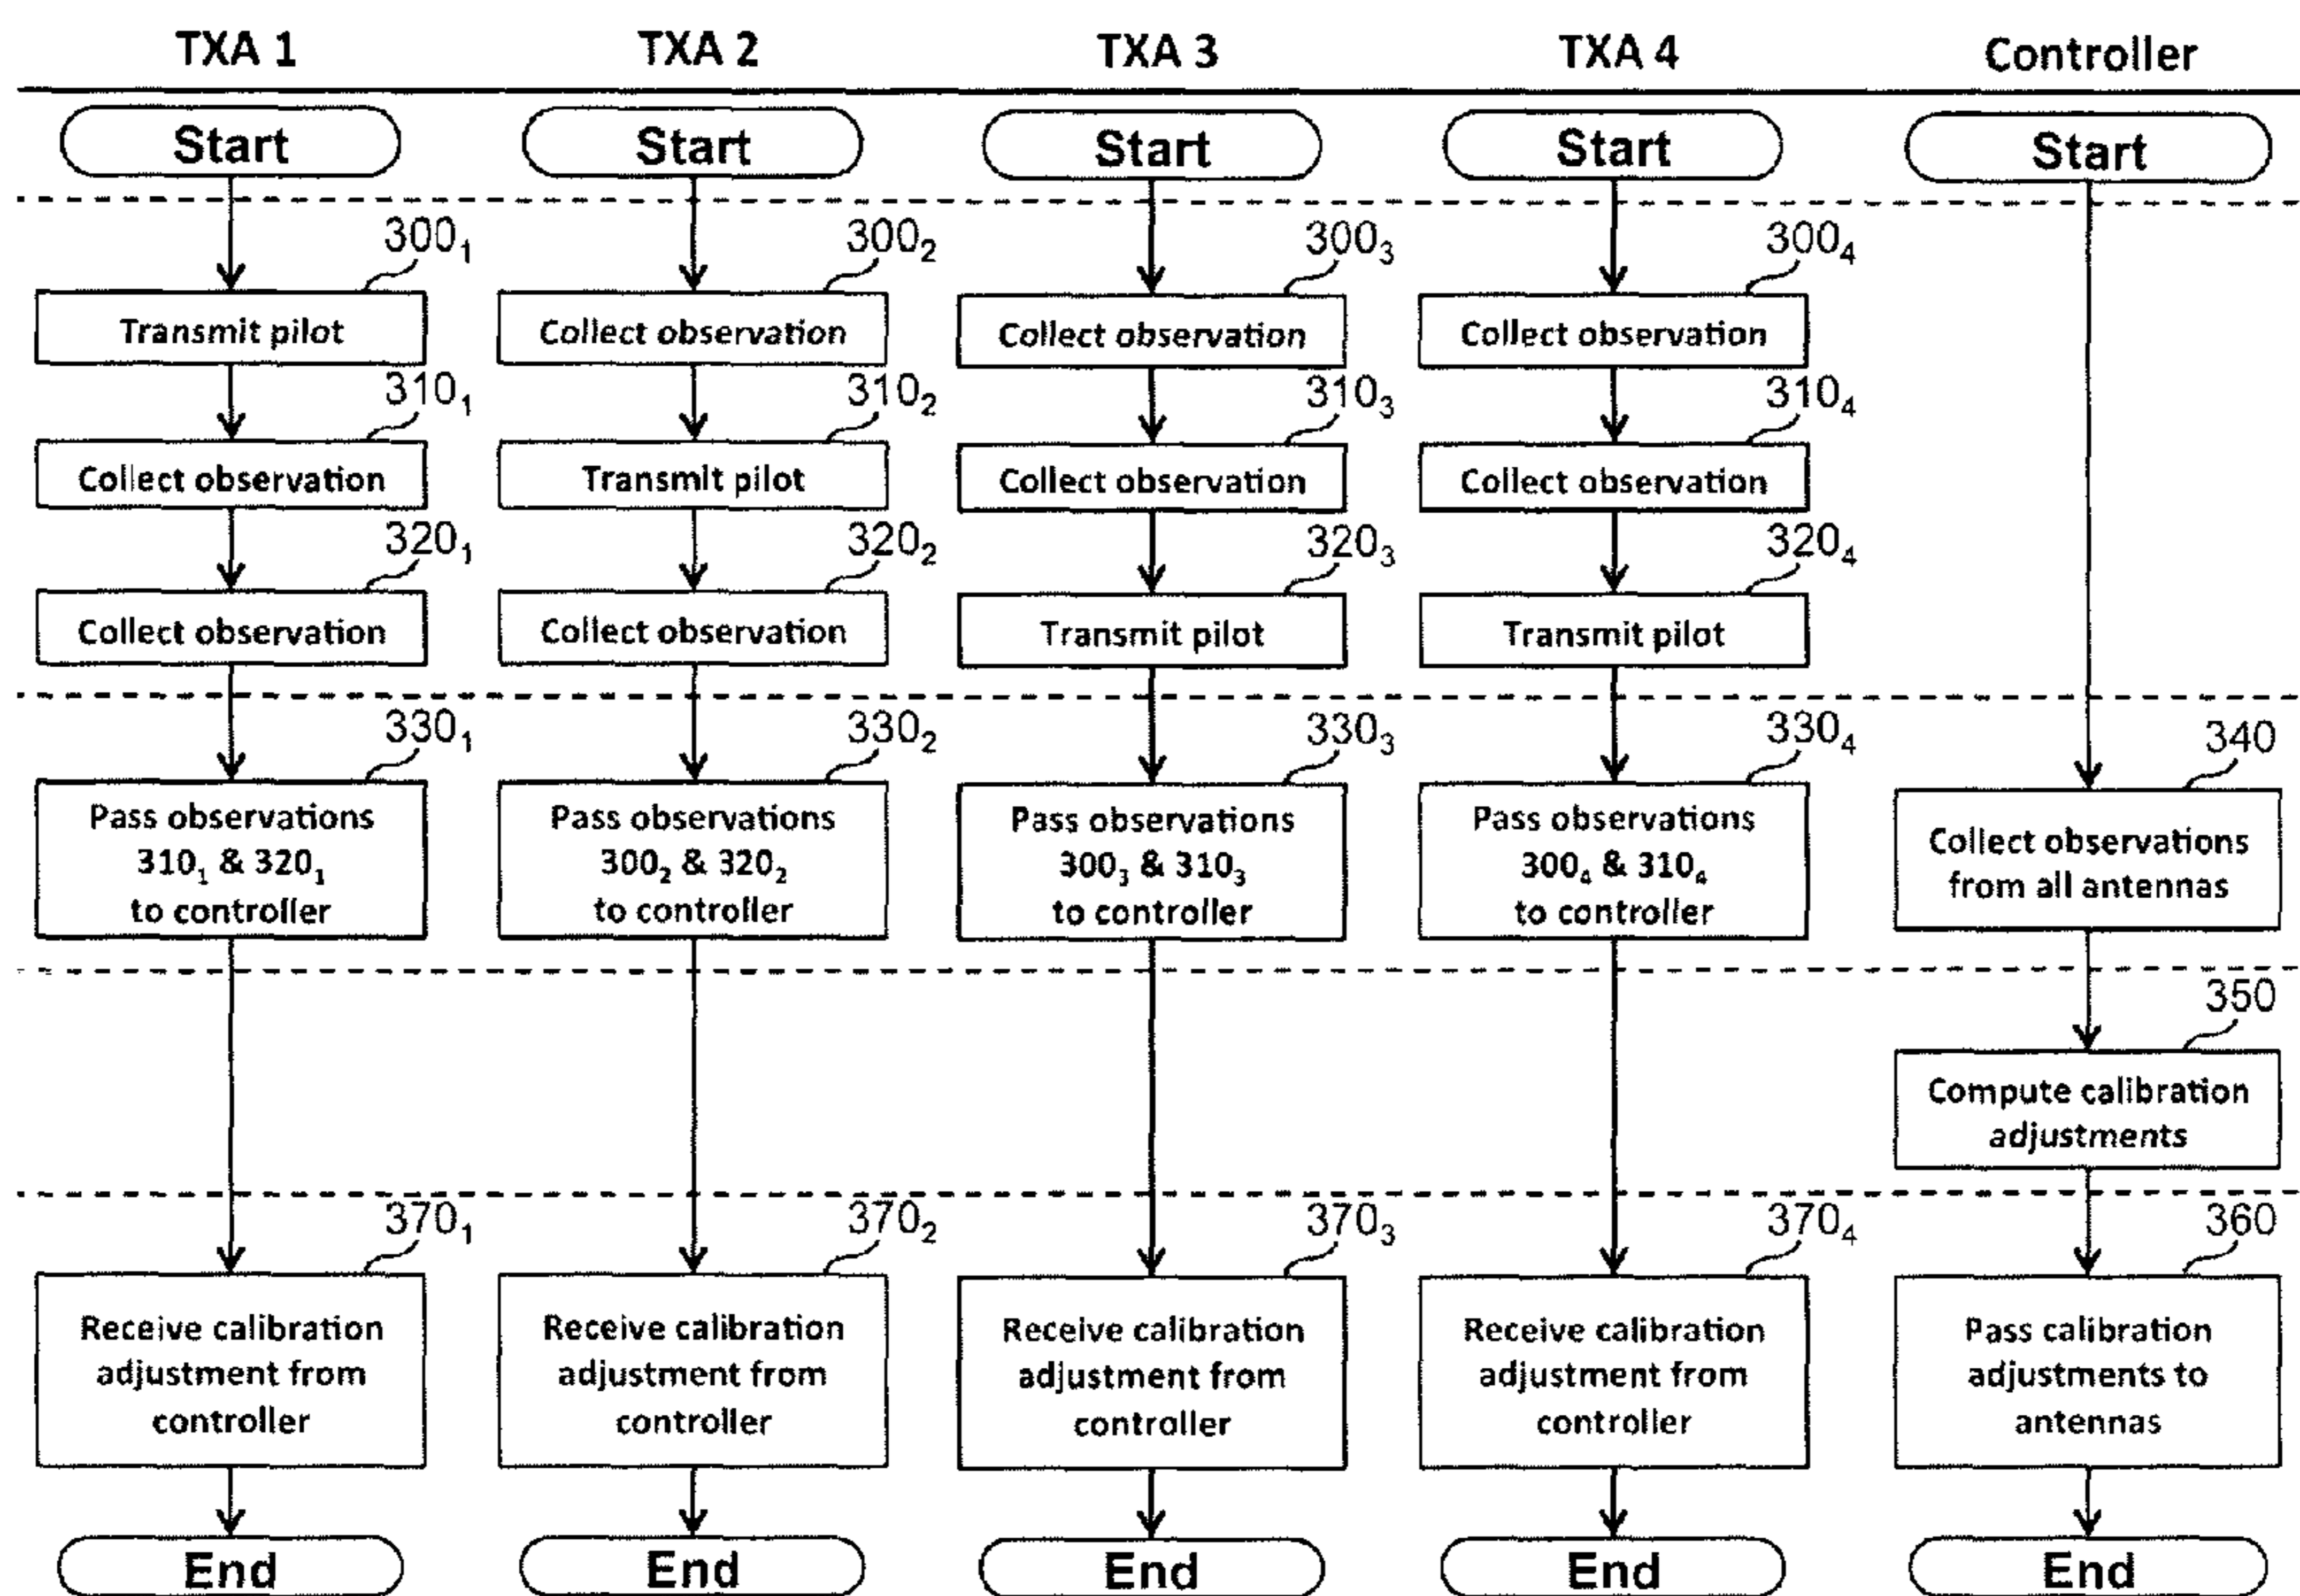 TXA 1 TXA 2 TXA 3 TXA 4 Controller
Start Start Start Start Start
300₁ 300₂ 300₃ 300₄
Transmit pilot Collect observation Collect observation Collect observation
310₁ 310₂ 310₃ 310₄
Collect observation Transmit pilot Collect observation Collect observation
320₁ 320₂ 320₃ 320₄
Collect observation Collect observation Transmit pilot Transmit pilot
330₁ 330₂ 330₃ 330₄ 340
Pass observations
310₁ & 320₁
to controller
Pass observations
300₂ & 320₂
to controller
Pass observations
300₃ & 310₃
to controller
Pass observations
300₄ & 310₄
to controller
Collect observations
from all antennas
350
Compute calibration
adjustments
370₁ 370₂ 370₃ 370₄ 360
Receive calibration
adjustment from
controller
Receive calibration
adjustment from
controller
Receive calibration
adjustment from
controller
Receive calibration
adjustment from
controller
Pass calibration
adjustments to
antennas
End End End End End